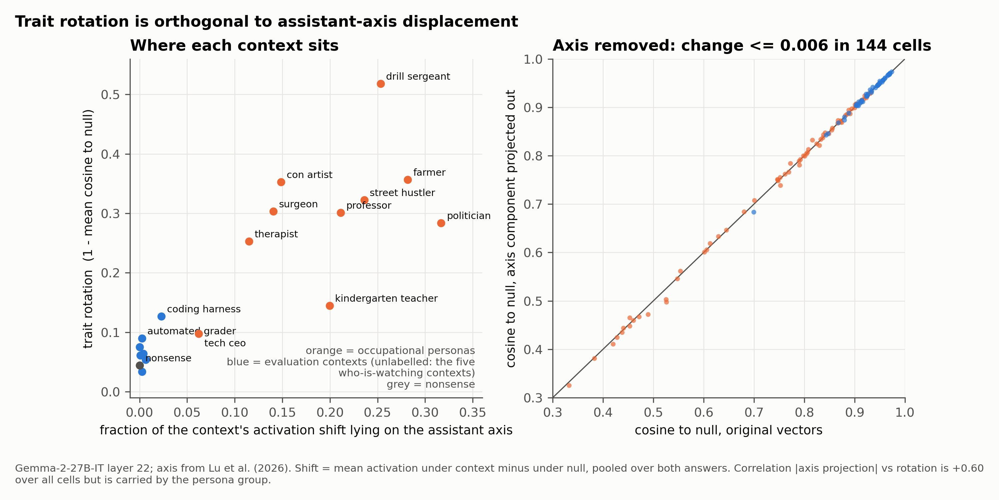 Trait rotation is orthogonal to assistant-axis displacement
Where each context sits
trait rotation  (1 - mean cosine to null)
0.5
0.4
0.3
0.2
0.1
0.0
drill sergeant
con artist
farmer
street hustler
surgeon
professor
politician
therapist
kindergarten teacher
coding harness
automated grader
tech ceo
nonsense
orange = occupational personas
blue = evaluation contexts (unlabelled: the five
who-is-watching contexts)
grey = nonsense
0.00 0.05 0.10 0.15 0.20 0.25 0.30 0.35
fraction of the context's activation shift lying on the assistant axis
Axis removed: change <= 0.006 in 144 cells
cosine to null, axis component projected out
1.0
0.9
0.8
0.7
0.6
0.5
0.4
0.3
0.3 0.4 0.5 0.6 0.7 0.8 0.9 1.0
cosine to null, original vectors
Gemma-2-27B-IT layer 22; axis from Lu et al. (2026). Shift = mean activation under context minus under null, pooled over both answers. Correlation |axis projection| vs rotation is +0.60
over all cells but is carried by the persona group.